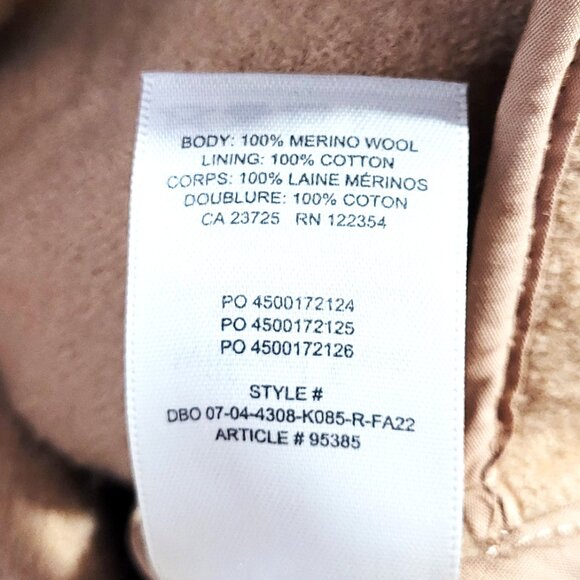 BODY: 100% MERINO WOOL
LINING: 100% COTTON
CORPS: 100% LAINE MÉRINOS
DOUBLURE: 100% COTON
CA 23725 RN 122354
PO 4500172124
PO 4500172125
PO 4500172126
STYLE #
DBO 07-04-4308-K085-R-FA22
ARTICLE # 95385